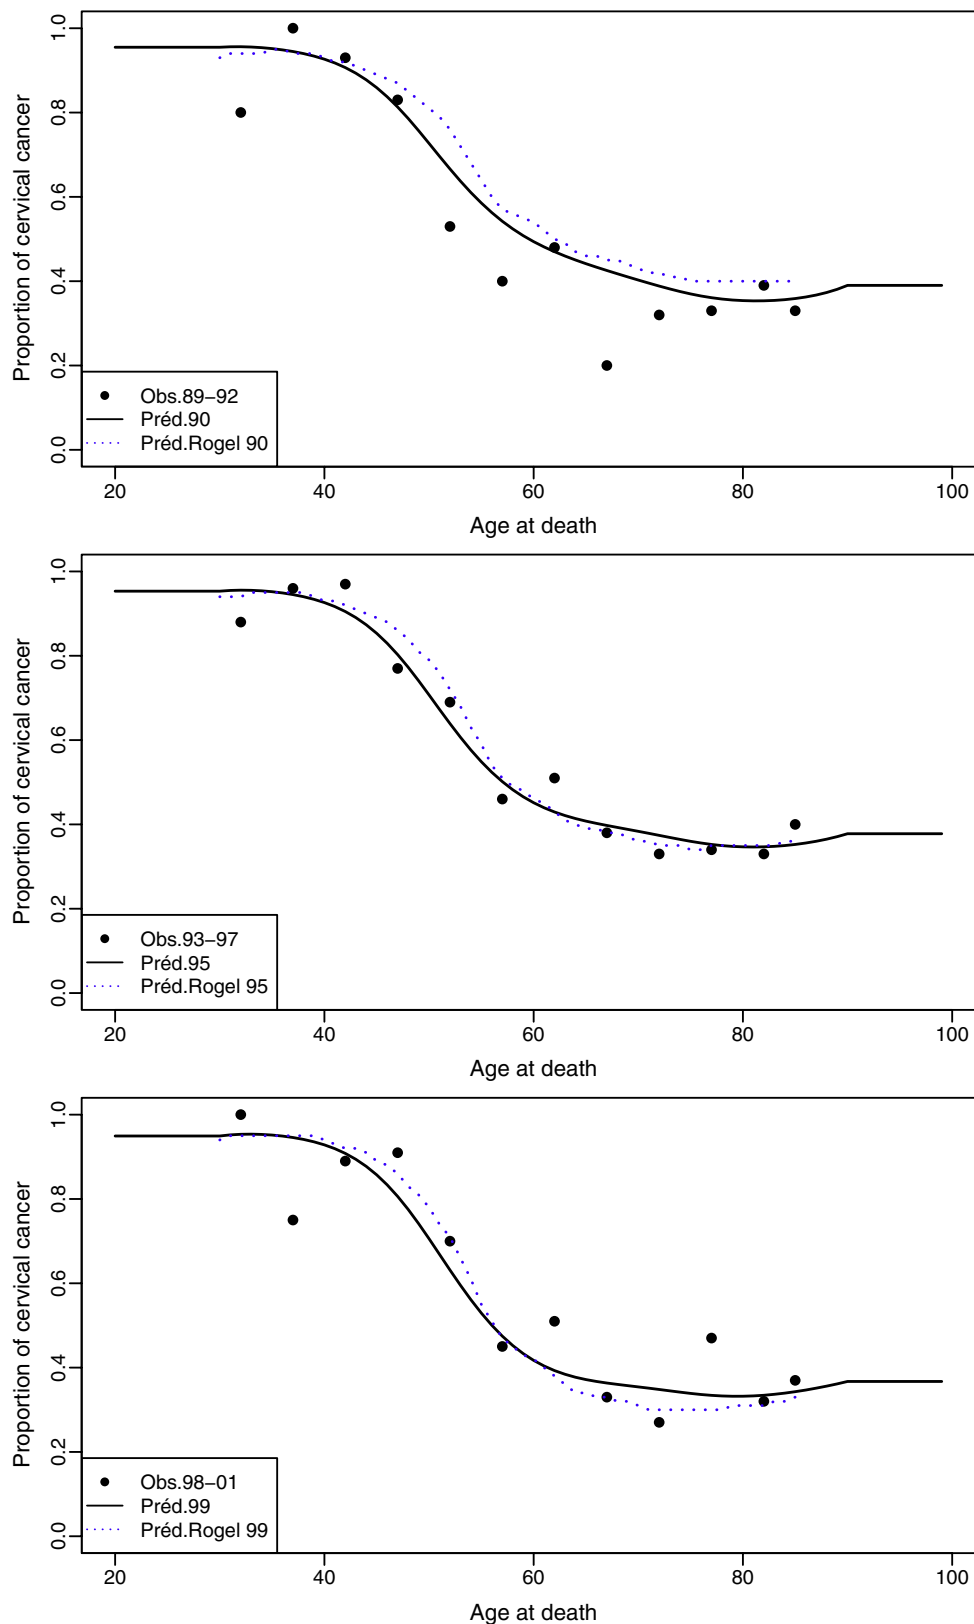 Proportion of cervical cancer
1.0
0.8
0.6
0.4
0.2
0.0
Obs.89−92
Préd.90
Préd.Rogel 90
20 40 60 80 100
Age at death
Proportion of cervical cancer
1.0
0.8
0.6
0.4
0.2
0.0
Obs.93−97
Préd.95
Préd.Rogel 95
20 40 60 80 100
Age at death
Proportion of cervical cancer
1.0
0.8
0.6
0.4
0.2
0.0
Obs.98−01
Préd.99
Préd.Rogel 99
20 40 60 80 100
Age at death